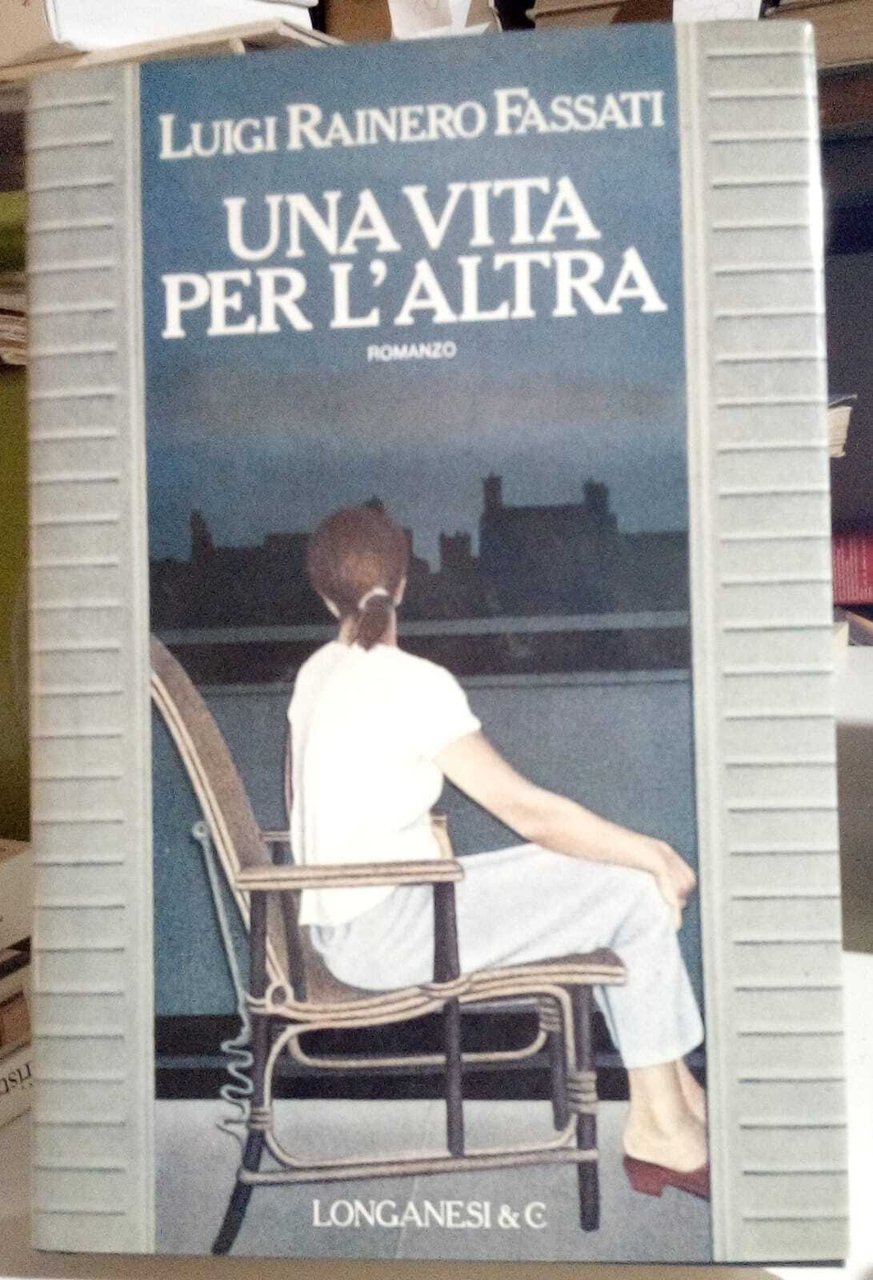 LUIGI RAINERO FASSATI
UNA VITA
PER L'ALTRA
ROMANZO
LONGANESI & C.